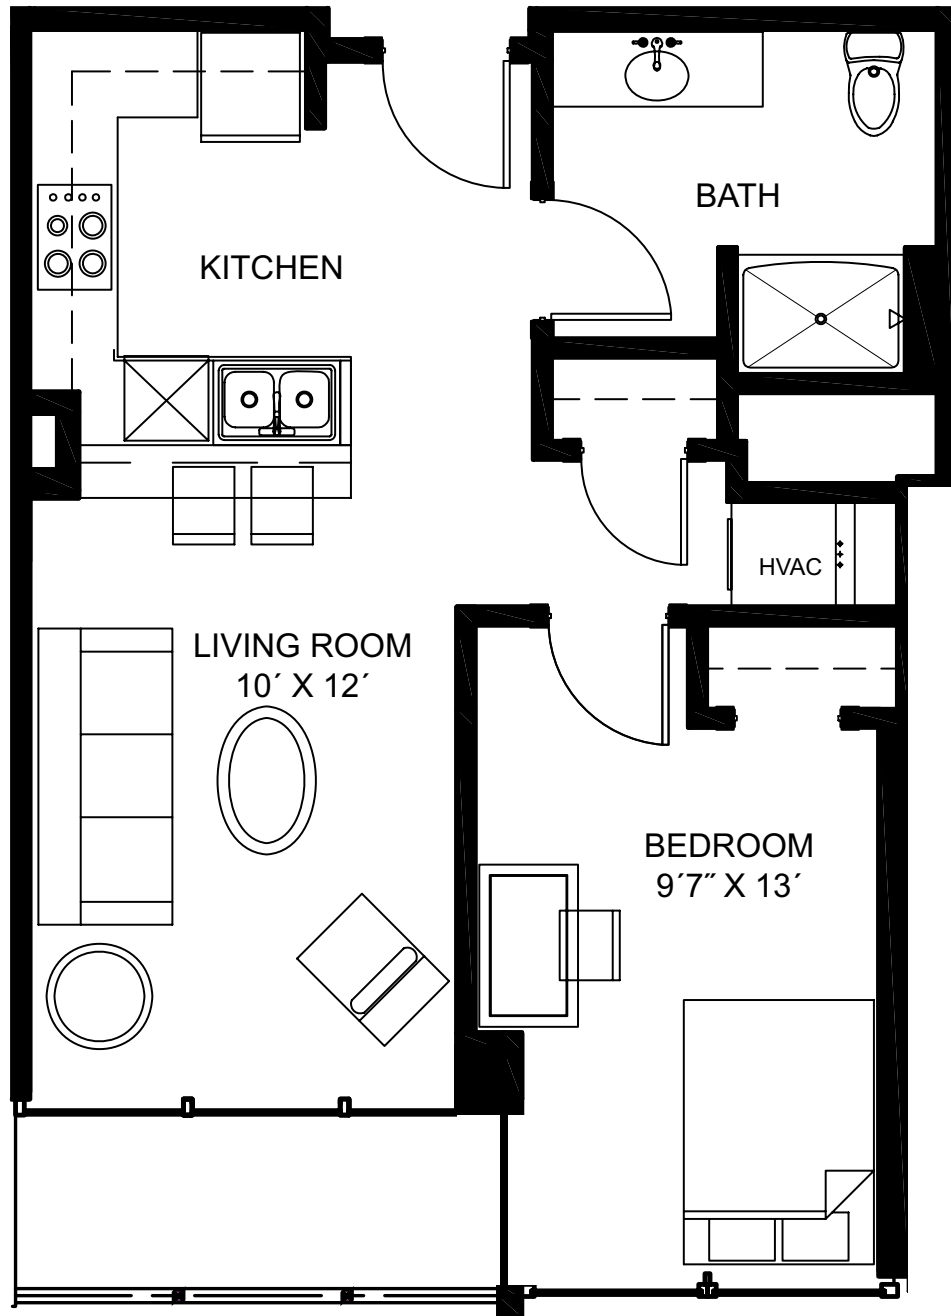 BATH
KITCHEN
HVAC
LIVING ROOM
10´ X 12´
BEDROOM
9´7˝ X 13´